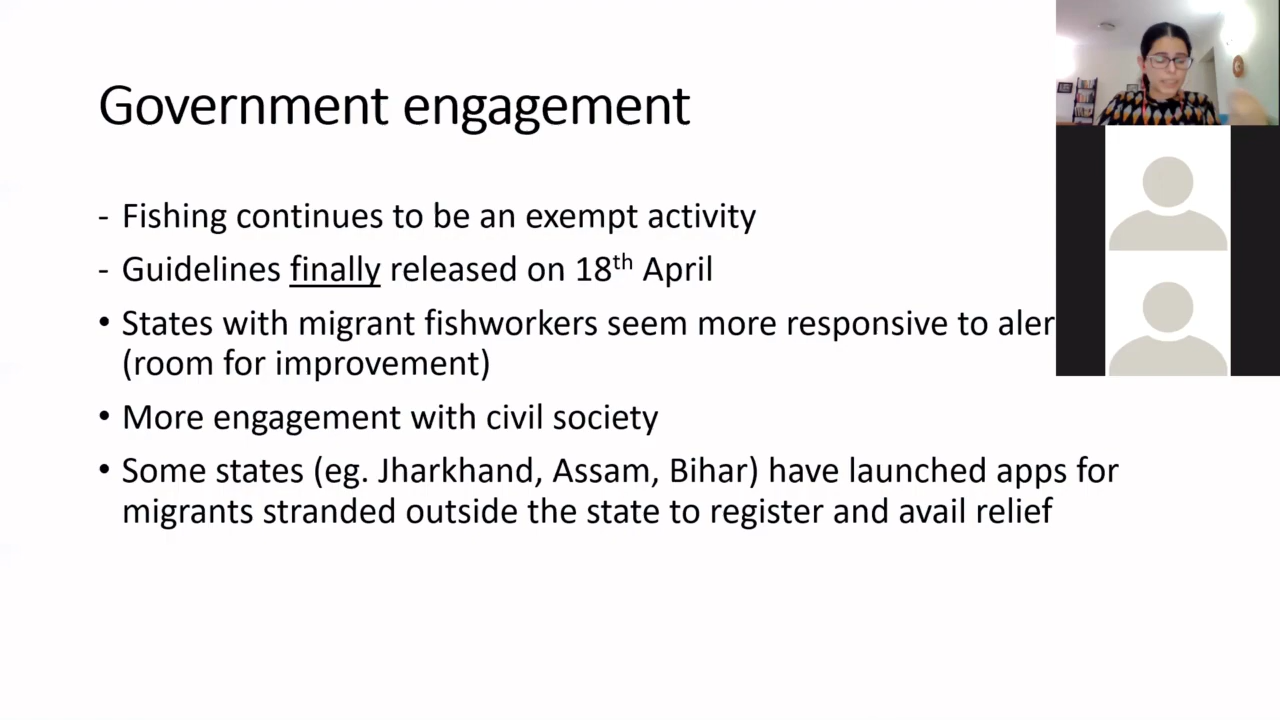 Government engagement
- Fishing continues to be an exempt activity
- Guidelines finally released on 18th April
• States with migrant fishworkers seem more responsive to
(room for improvement)
• More engagement with civil society
• Some states (eg. Jharkhand, Assam, Bihar) have launched apps for
migrants stranded outside the state to register and avail relief